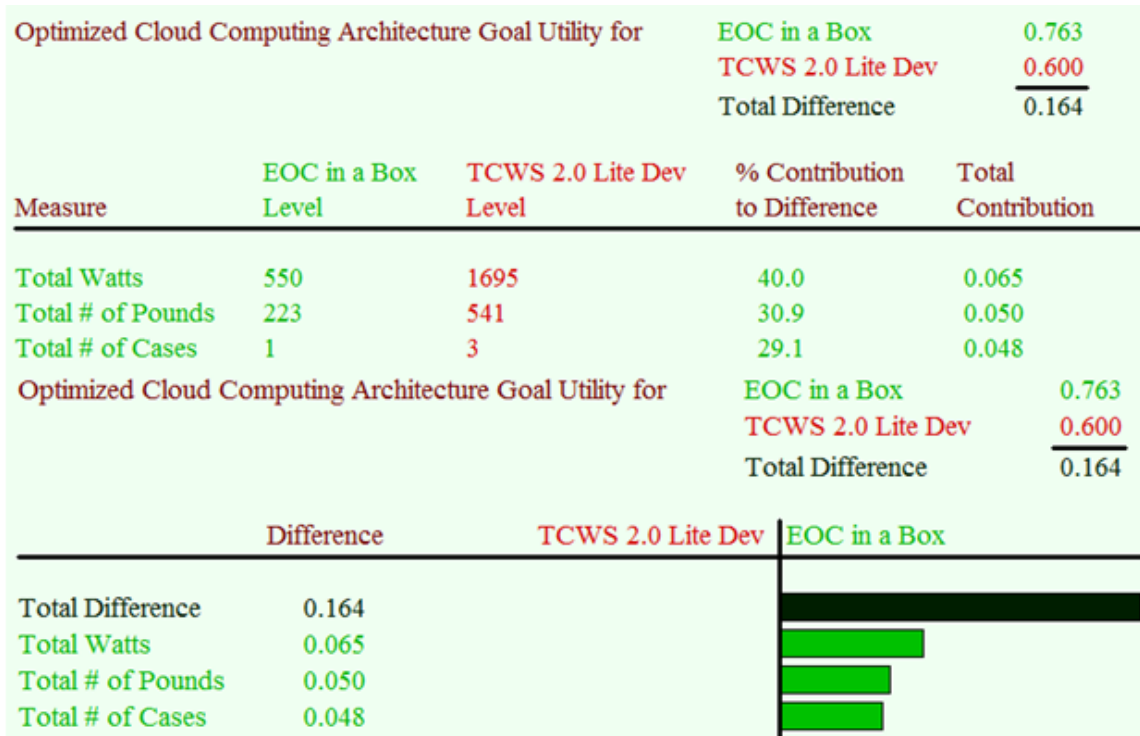 Optimized Cloud Computing Architecture Goal Utility for EOC in a Box 0.763
TCWS 2.0 Lite Dev 0.600
Total Difference 0.164
EOC in a Box TCWS 2.0 Lite Dev % Contribution Total
Measure Level Level to Difference Contribution
Total Watts 550 1695 40.0 0.065
Total # of Pounds 223 541 30.9 0.050
Total # of Cases 1 3 29.1 0.048
Optimized Cloud Computing Architecture Goal Utility for EOC in a Box 0.763
TCWS 2.0 Lite Dev 0.600
Total Difference 0.164
Difference TCWS 2.0 Lite Dev EOC in a Box
Total Difference 0.164
Total Watts 0.065
Total # of Pounds 0.050
Total # of Cases 0.048